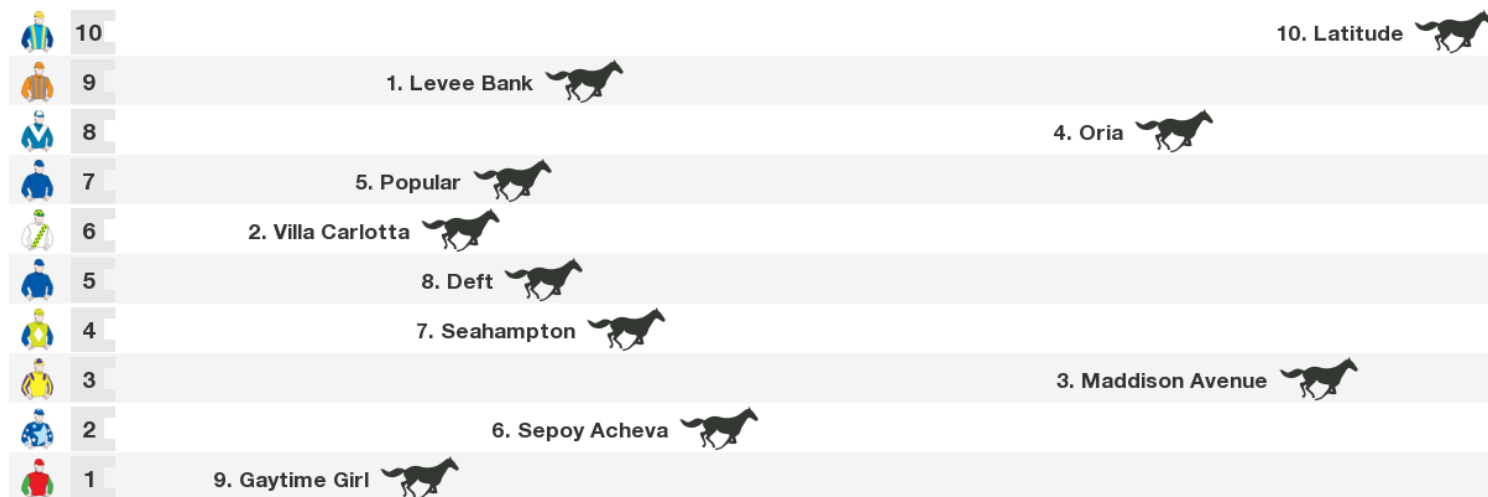 10 10. Latitude
9 1. Levee Bank
8 4. Oria
7 5. Popular
6 2. Villa Carlotta
5 8. Deft
4 7. Seahampton
3 3. Maddison Avenue
2 6. Sepoy Acheva
1 9. Gaytime Girl